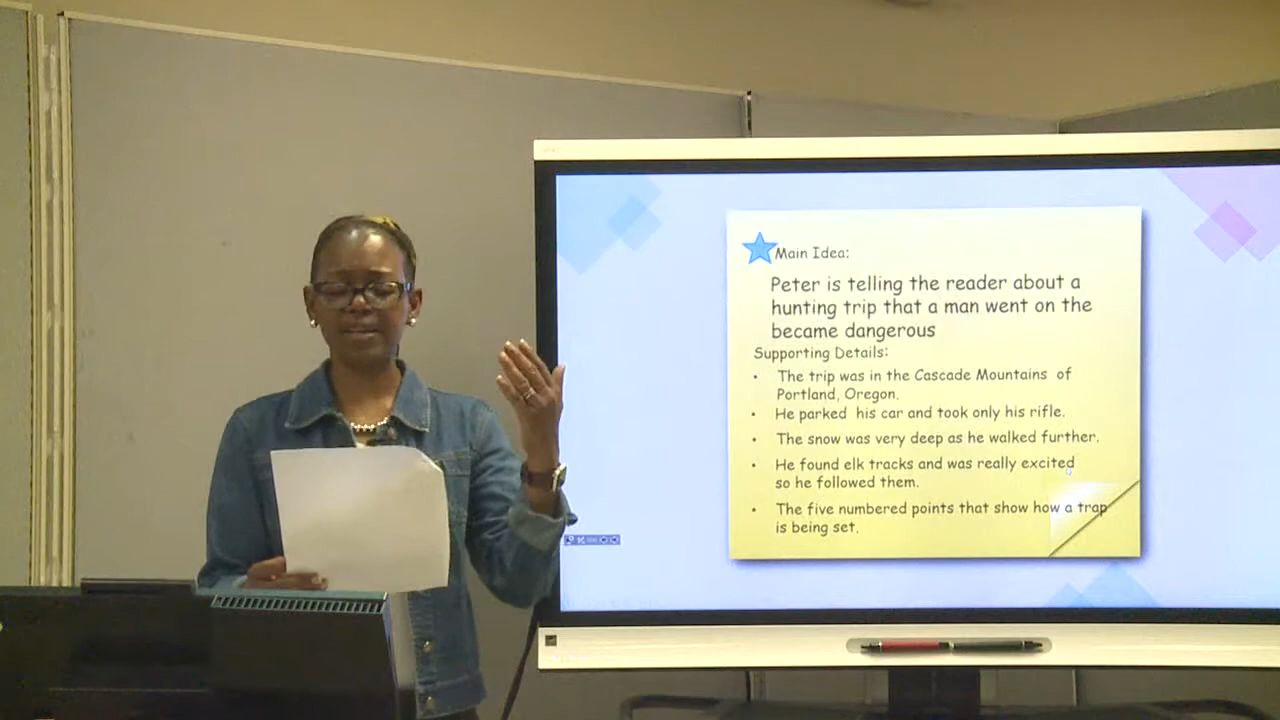 Main Idea:
Peter is telling the reader about a
hunting trip that a man went on the
became dangerous
Supporting Details:
• The trip was in the Cascade Mountains of
Portland, Oregon.
• He parked his car and took only his rifle.
• The snow was very deep as he walked further.
• He found elk tracks and was really excited
so he followed them.
• The five numbered points that show how a trap
is being set.